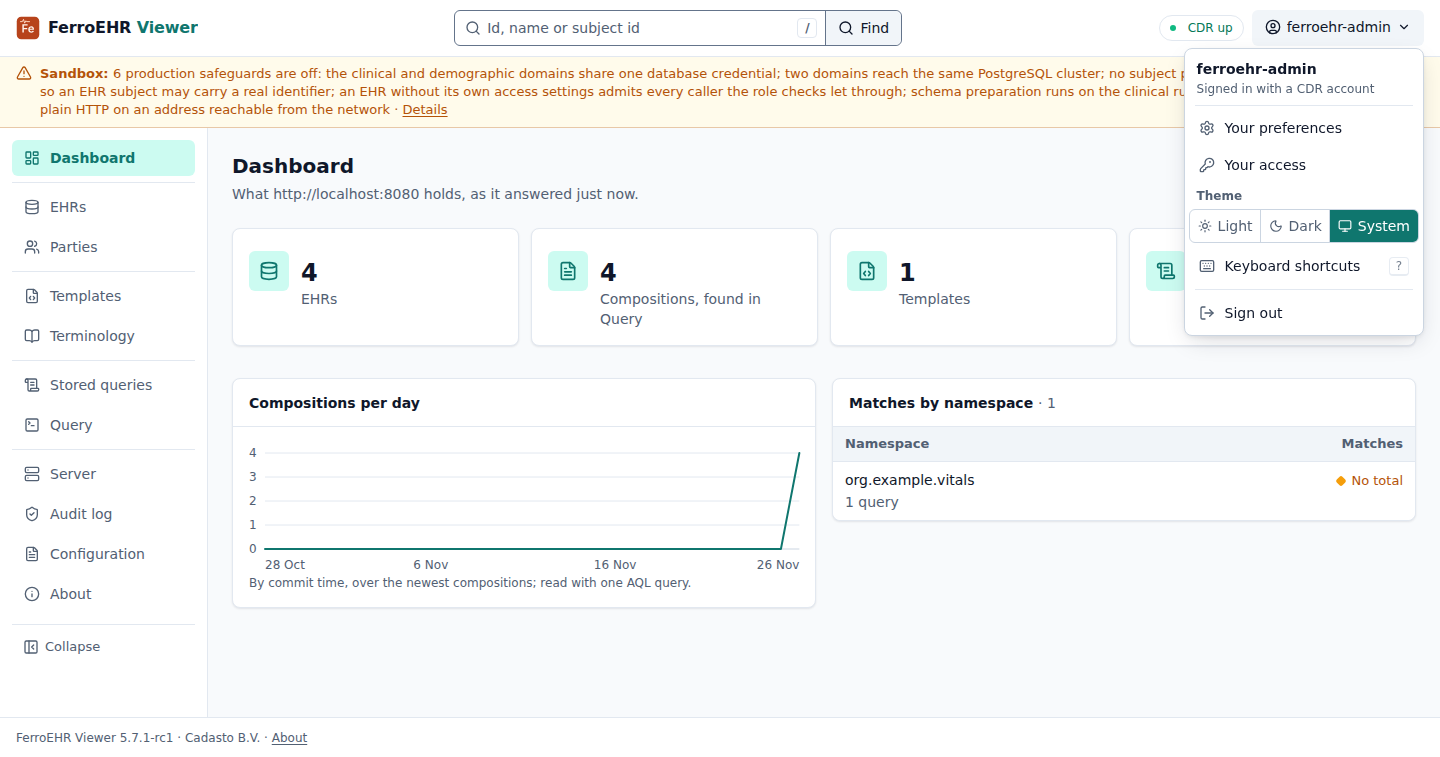 Fe FerroEHR Viewer
Id, name or subject id
/
Find
CDR up
ferroehr-admin
Sandbox: 6 production safeguards are off: the clinical and demographic domains share one database credential; two domains reach the same PostgreSQL cluster; no subject
so an EHR subject may carry a real identifier; an EHR without its own access settings admits every caller the role checks let through; schema preparation runs on the clinical
plain HTTP on an address reachable from the network · Details
ferroehr-admin
Signed in with a CDR account
Your preferences
Your access
Theme
Light
Dark
System
Keyboard shortcuts
?
Sign out
Dashboard
EHRs
Parties
Templates
Terminology
Stored queries
Query
Server
Audit log
Configuration
About
Collapse
Dashboard
What http://localhost:8080 holds, as it answered just now.
4
EHRs
4
Compositions, found in
Query
1
Templates
Compositions per day
4
3
2
1
0
28 Oct
6 Nov
16 Nov
26 Nov
By commit time, over the newest compositions; read with one AQL query.
Matches by namespace · 1
Namespace
Matches
org.example.vitals
No total
1 query
FerroEHR Viewer 5.7.1-rc1 · Cadasto B.V. · About